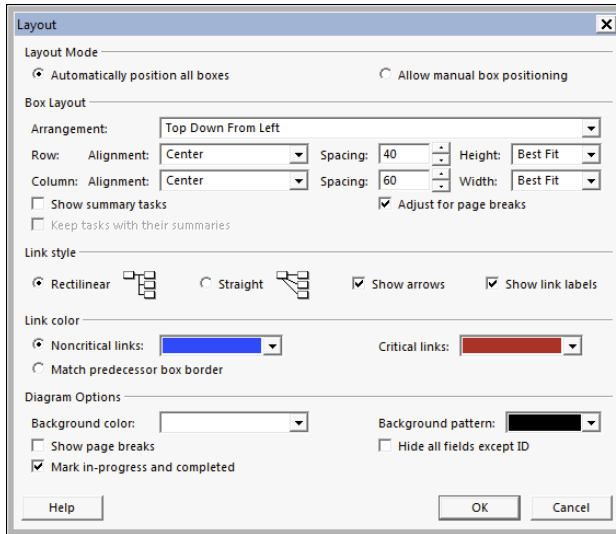 Layout
Layout Mode
Automatically position all boxes Allow manual box positioning
Box Layout
Arrangement: Top Down From Left
Row: Alignment: Center Spacing: 40 Height: Best Fit
Column: Alignment: Center Spacing: 60 Width: Best Fit
Show summary tasks Adjust for page breaks
Keep tasks with their summaries
Link style
Rectilinear Straight Show arrows Show link labels
Link color
Noncritical links: Critical links:
Match predecessor box border
Diagram Options
Background color: Background pattern:
Show page breaks Hide all fields except ID
Mark in-progress and completed
Help OK Cancel